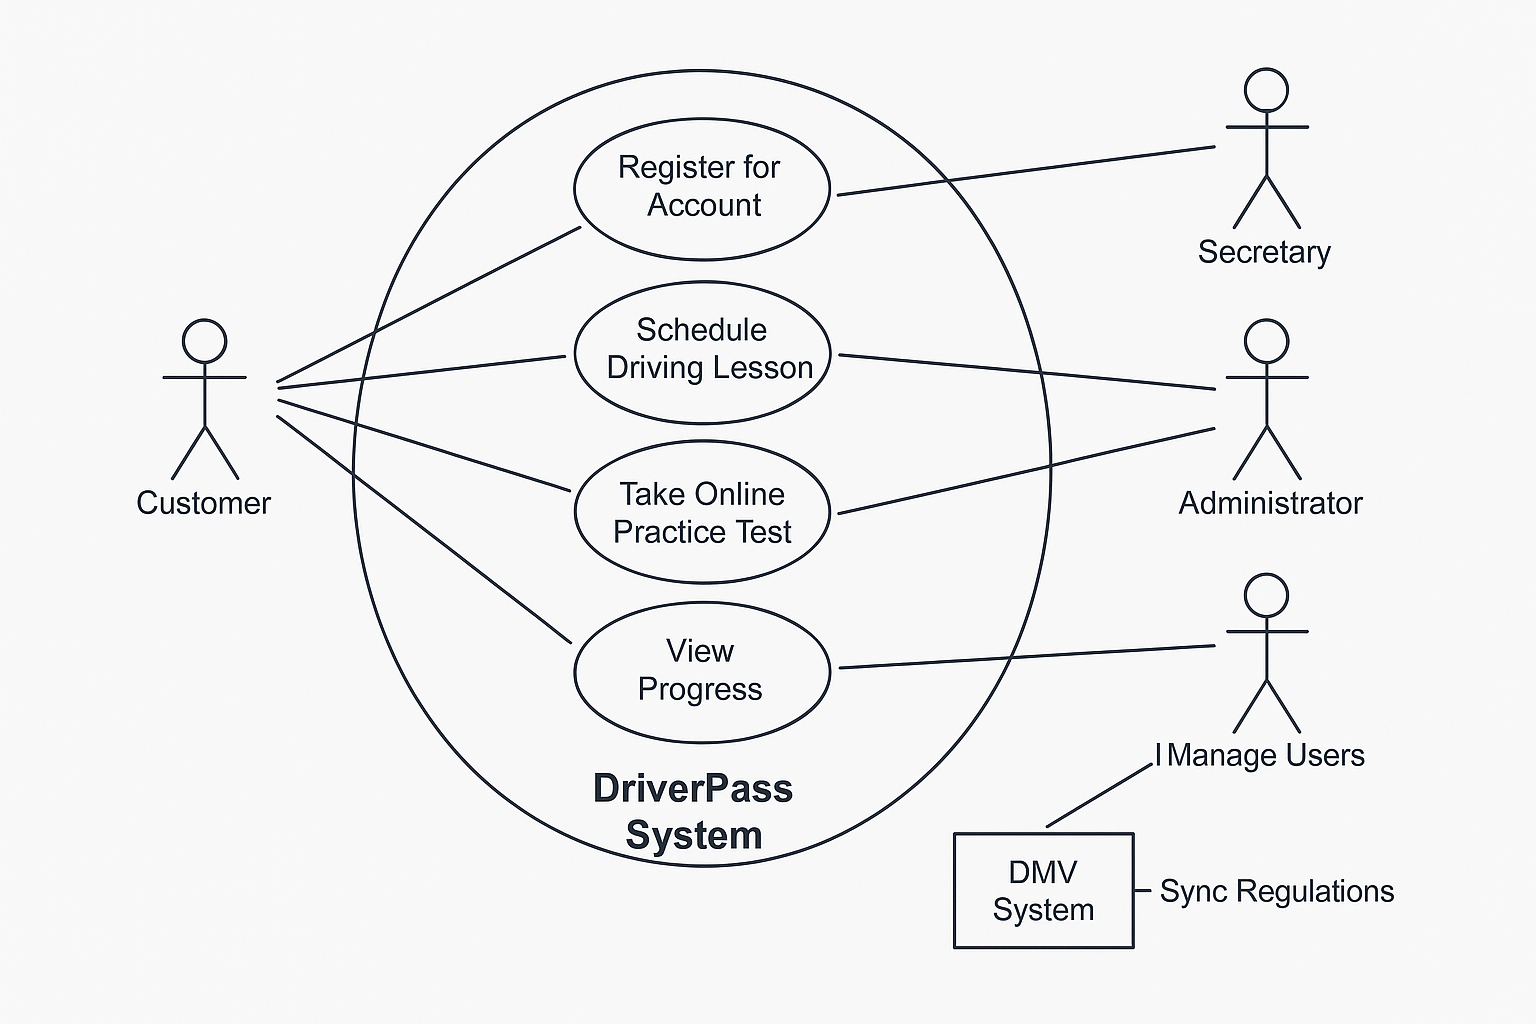 Register for
Account
Secretary
Schedule
Driving Lesson
Customer
Take Online
Practice Test
Administrator
View
Progress
I Manage Users
DriverPass
System
DMV
System
Sync Regulations